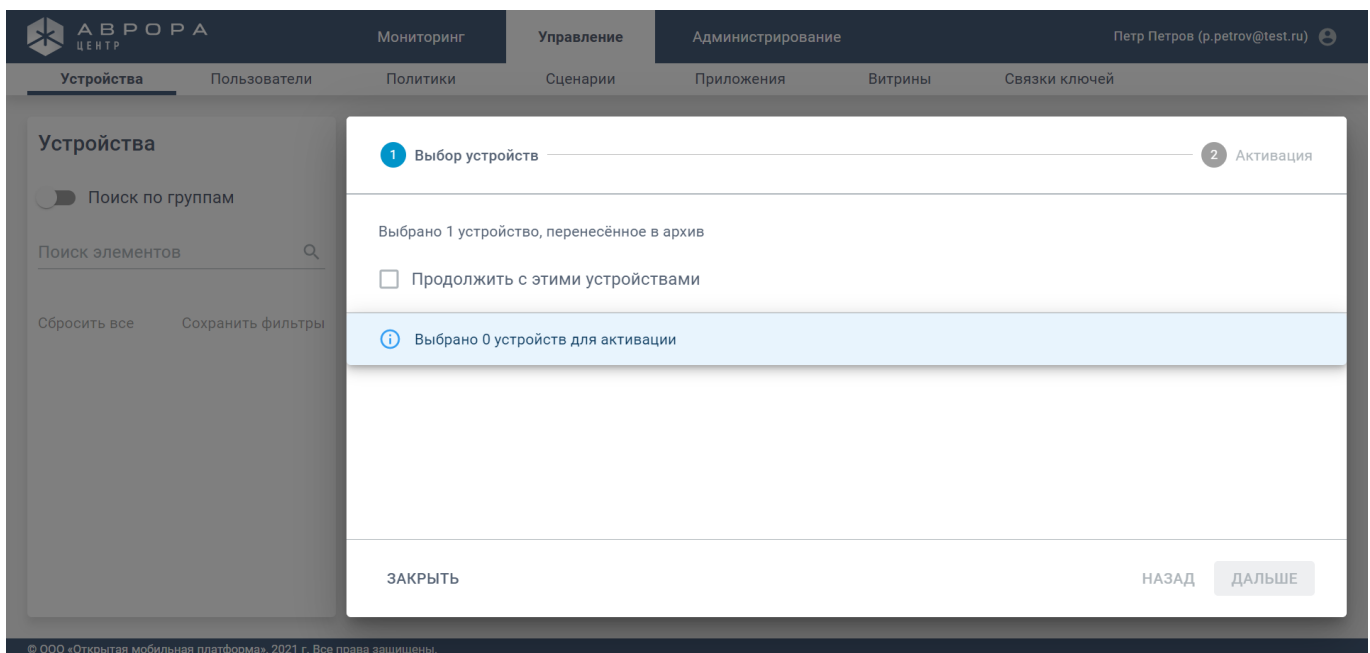 АВРОРА
ЦЕНТР
Мониторинг
Управление
Администрирование
Петр Петров (p.petrov@test.ru)
Устройства
Пользователи
Политики
Сценарии
Приложения
Витрины
Связки ключей
Устройства
Поиск по группам
Поиск элементов
Сбросить все
Сохранить фильтры
1 Выбор устройств
2 Активация
Выбрано 1 устройство, перенесённое в архив
Продолжить с этими устройствами
Выбрано 0 устройств для активации
ЗАКРЫТЬ
НАЗАД
ДАЛЬШЕ
© ООО «Открытая мобильная платформа», 2021 г. Все права защищены.